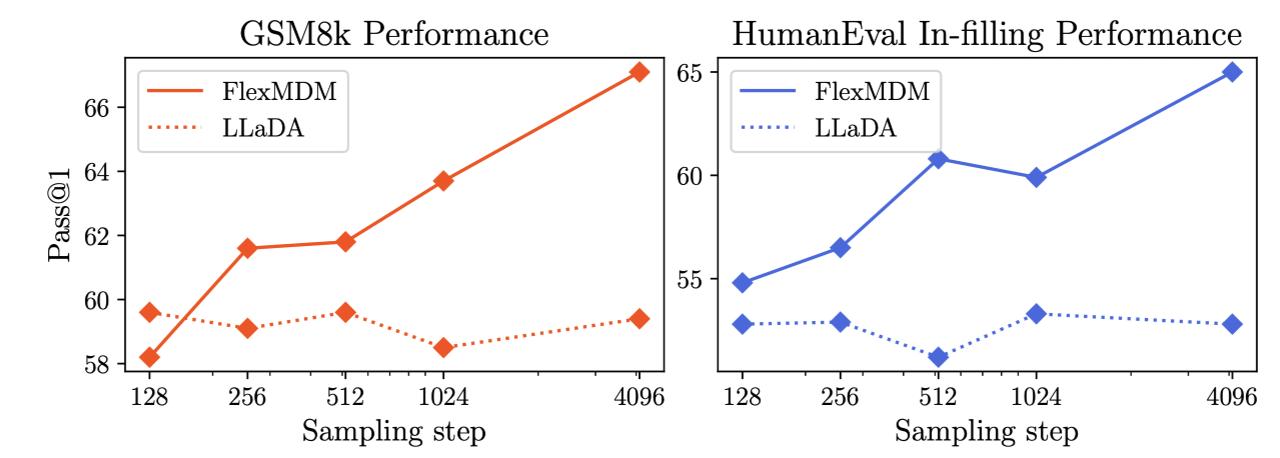 GSM8k Performance
FlexMDM
LLaDA
66
64
62
60
58
Pass@1
128 256 512 1024 4096
Sampling step
HumanEval In-filling Performance
FlexMDM
LLaDA
65
60
55
128 256 512 1024 4096
Sampling step